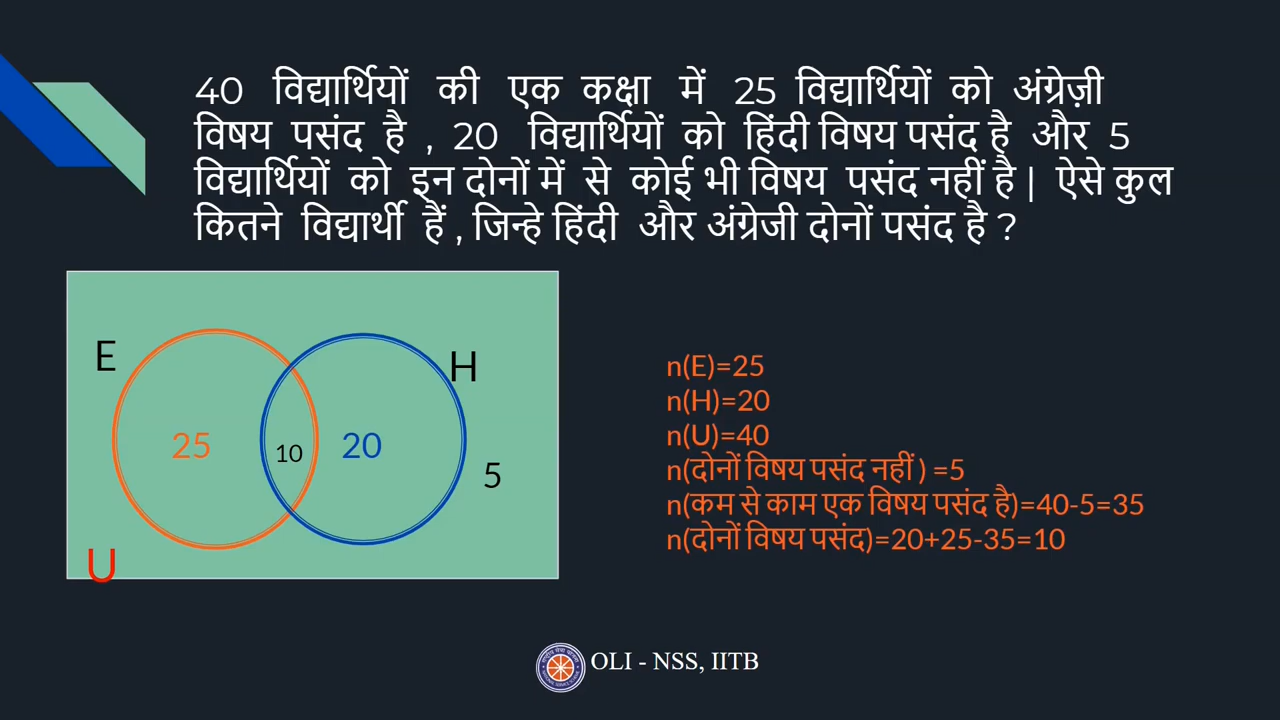 40 विद्यार्थियों की एक कक्षा में 25 विद्यार्थियों को अंग्रेज़ी
विषय पसंद है , 20 विद्यार्थियों को हिंदी विषय पसंद है और 5
विद्यार्थियों को इन दोनों में से कोई भी विषय पसंद नहीं है | ऐसे कुल
कितने विद्यार्थी हैं , जिन्हे हिंदी और अंग्रेजी दोनों पसंद है ?
E
H
25
10
20
5
U
n(E)=25
n(H)=20
n(U)=40
n(दोनों विषय पसंद नहीं ) =5
n(कम से काम एक विषय पसंद है)=40-5=35
n(दोनों विषय पसंद)=20+25-35=10
OLI - NSS, IITB